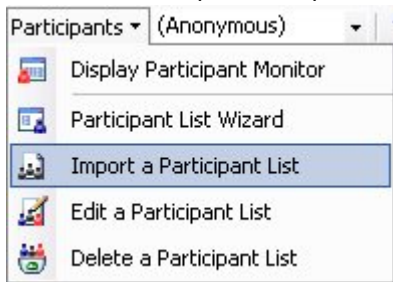 Participants (Anonymous)
Display Participant Monitor
Participant List Wizard
Import a Participant List
Edit a Participant List
Delete a Participant List